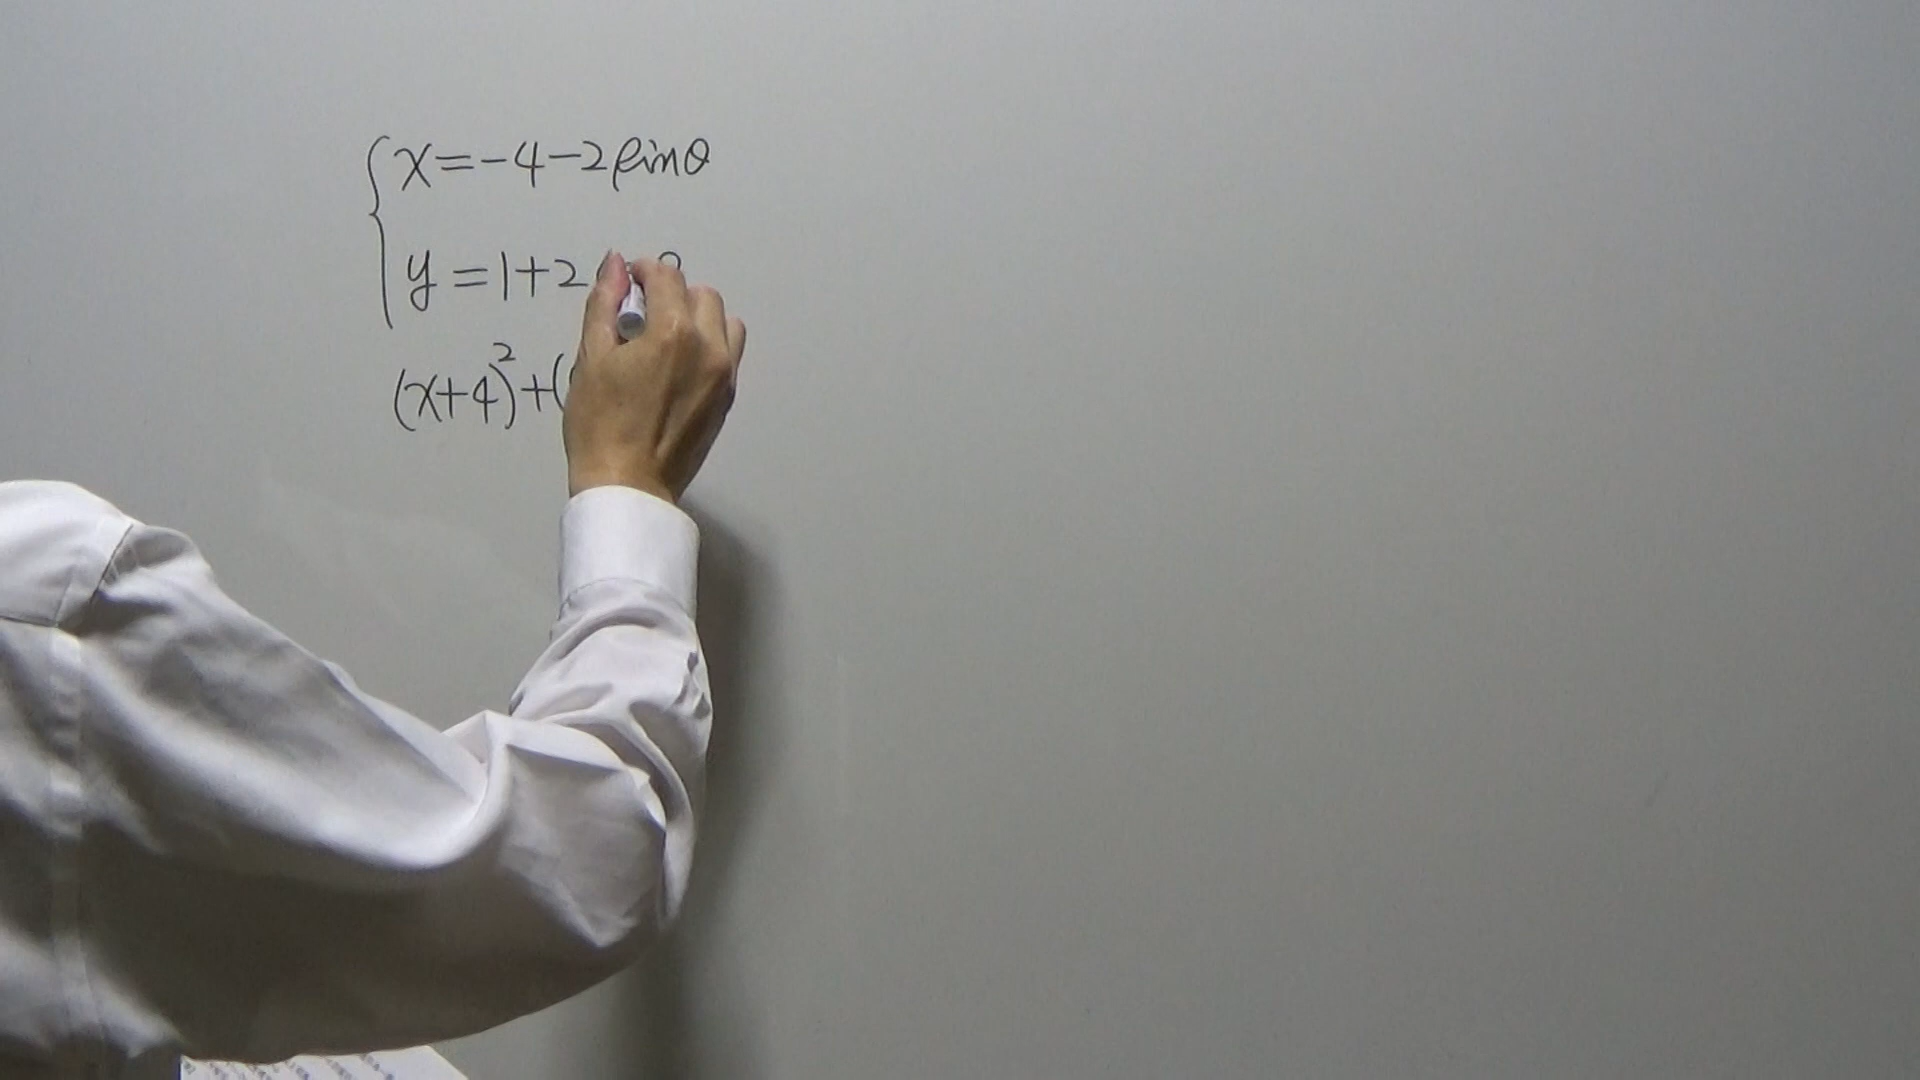 x=-4-2sinθ
y=1+2
(x+4)²+(